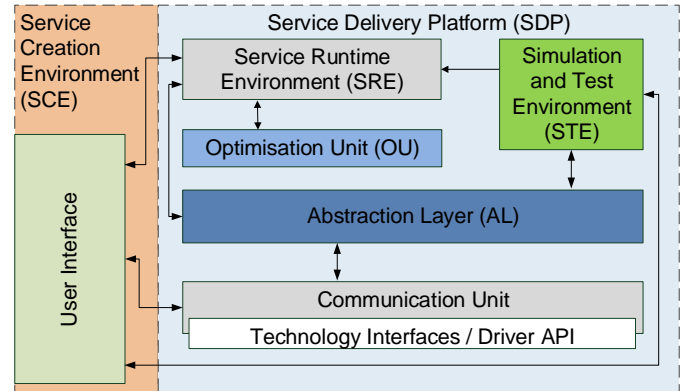 Service
Creation
Environment
(SCE)
User Interface
Service Delivery Platform (SDP)
Service Runtime
Environment (SRE)
Simulation
and Test
Environment
(STE)
Optimisation Unit (OU)
Abstraction Layer (AL)
Communication Unit
Technology Interfaces / Driver API